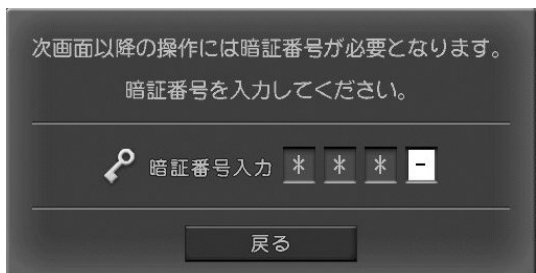 次画面以降の操作には暗証番号が必要となります。
暗証番号を入力してください。
暗証番号入力 * * * -
戻る